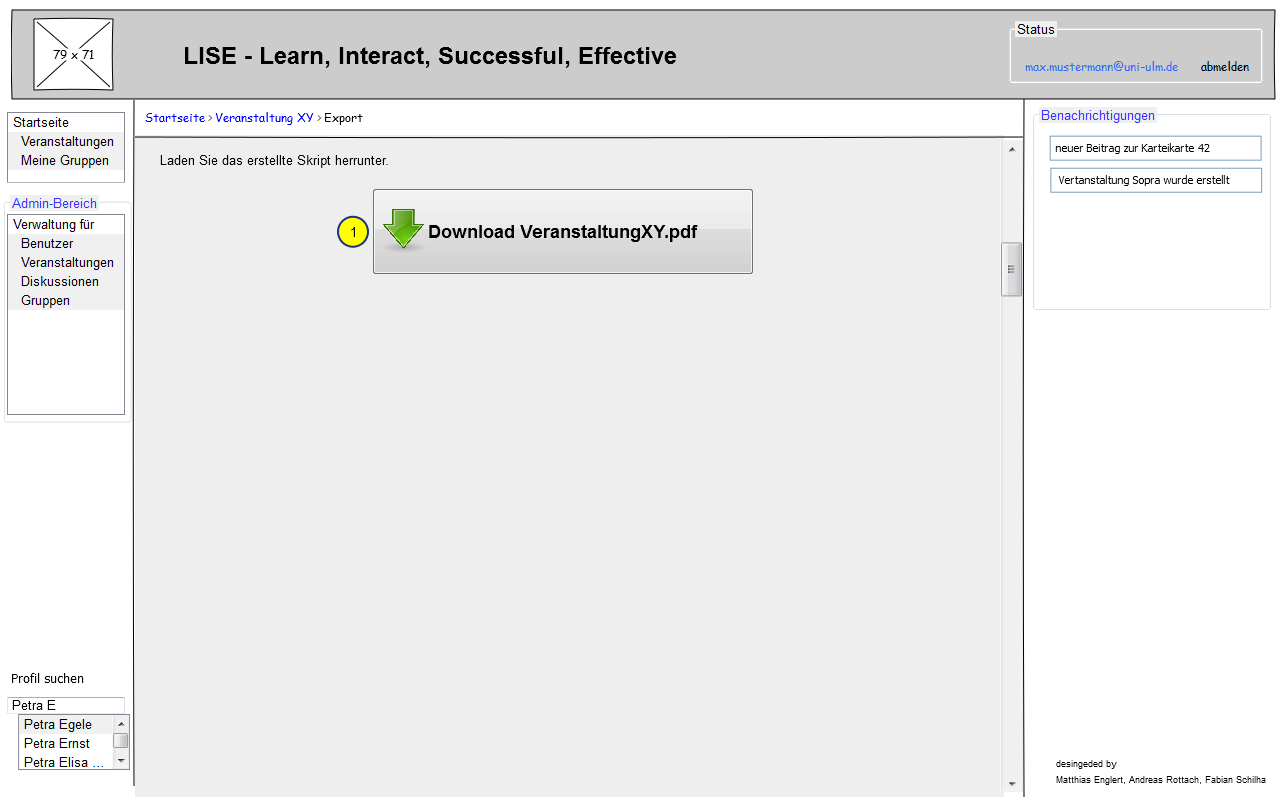 79 x 71
LISE - Learn, Interact, Successful, Effective
Status
max.mustermann@uni-ulm.de abmelden
Startseite
Veranstaltungen
Meine Gruppen
Admin-Bereich
Verwaltung für
Benutzer
Veranstaltungen
Diskussionen
Gruppen
Profil suchen
Petra E
Petra Egele
Petra Ernst
Petra Elisa ...
Startseite > Veranstaltung XY > Export
Laden Sie das erstellte Skript herrunter.
1
Download VeranstaltungXY.pdf
Benachrichtigungen
neuer Beitrag zur Karteikarte 42
Vertanstaltung Sopra wurde erstellt
desingeded by
Matthias Englert, Andreas Rottach, Fabian Schilha